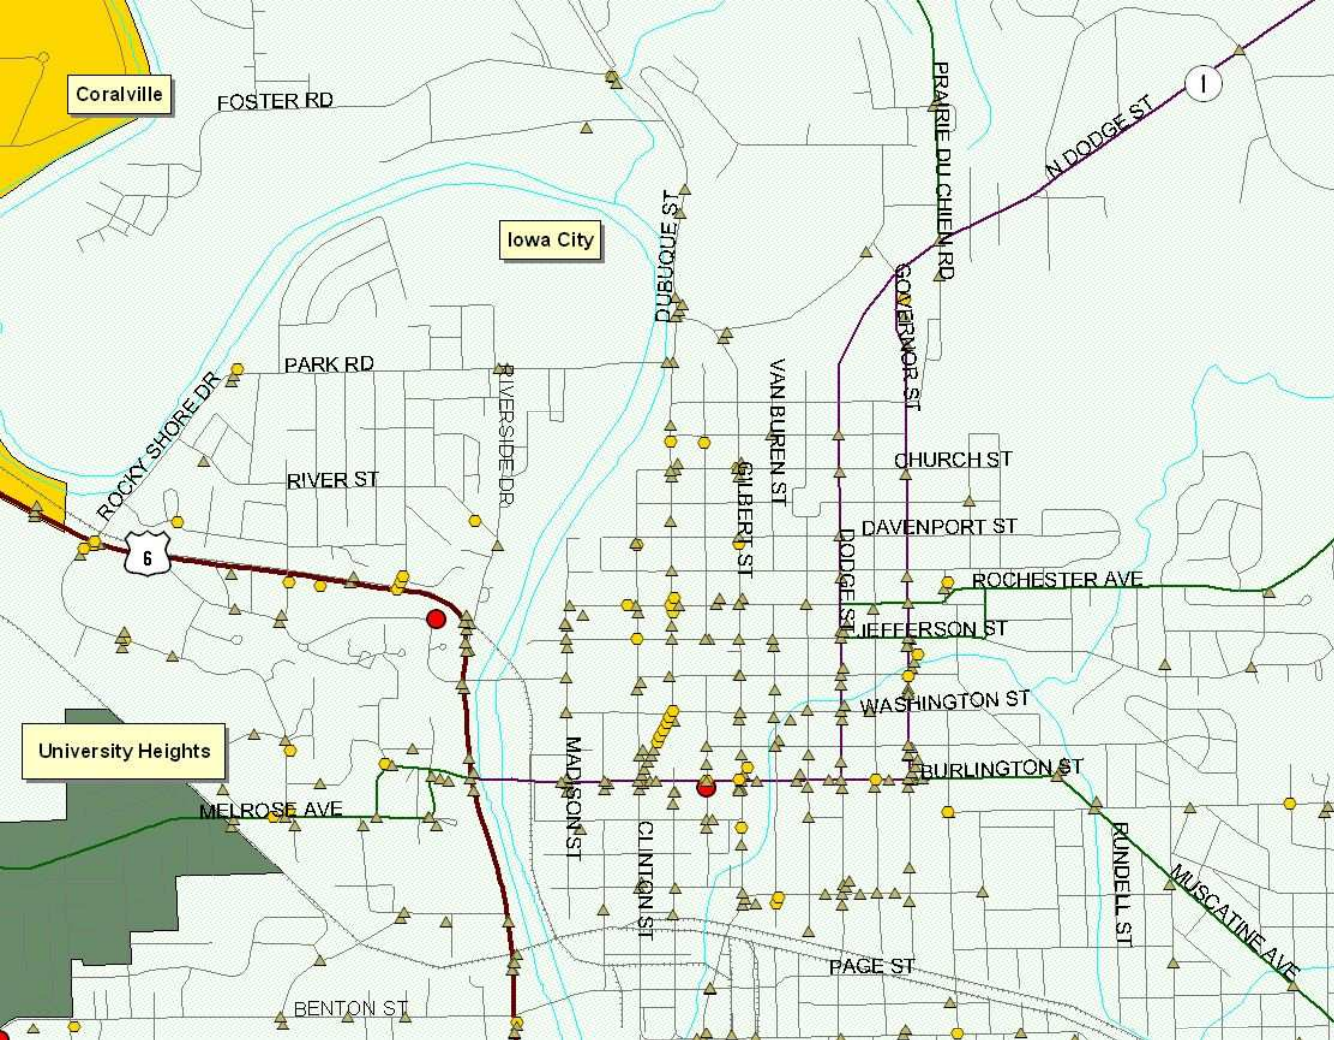 Coralville
FOSTER RD
PRAIRIE DU CHIEN RD
N DODGE ST
1
Iowa City
DUBUQUE ST
GOVERNOR ST
PARK RD
RIVERSIDE DR
VAN BUREN ST
ROCKY SHORE DR
RIVER ST
GILBERT ST
CHURCH ST
DAVENPORT ST
DODGE ST
6
ROCHESTER AVE
JEFFERSON ST
WASHINGTON ST
University Heights
MADISON ST
BURLINGTON ST
MELROSE AVE
CLINTON ST
RUNDELL ST
MUSCATINE AVE
PAGE ST
BENTON ST